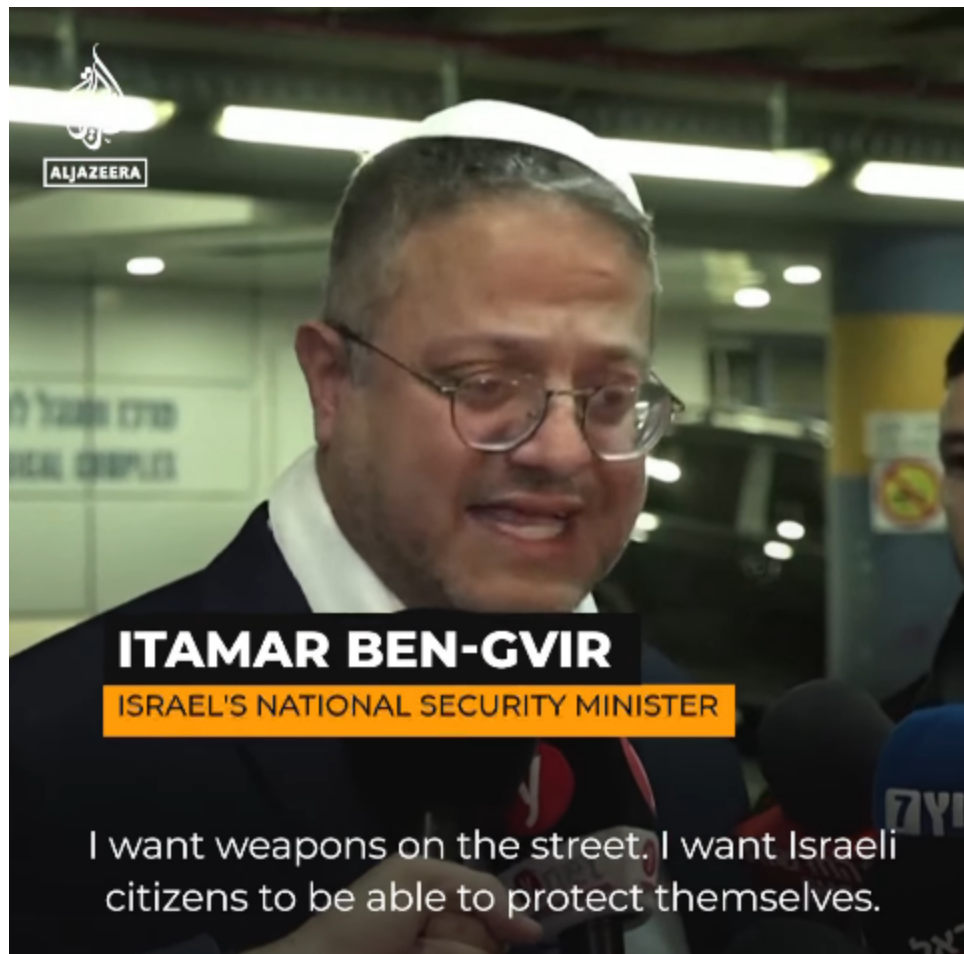 ALJAZEERA
ITAMAR BEN-GVIR
ISRAEL'S NATIONAL SECURITY MINISTER
I want weapons on the street. I want Israeli
citizens to be able to protect themselves.
y
7